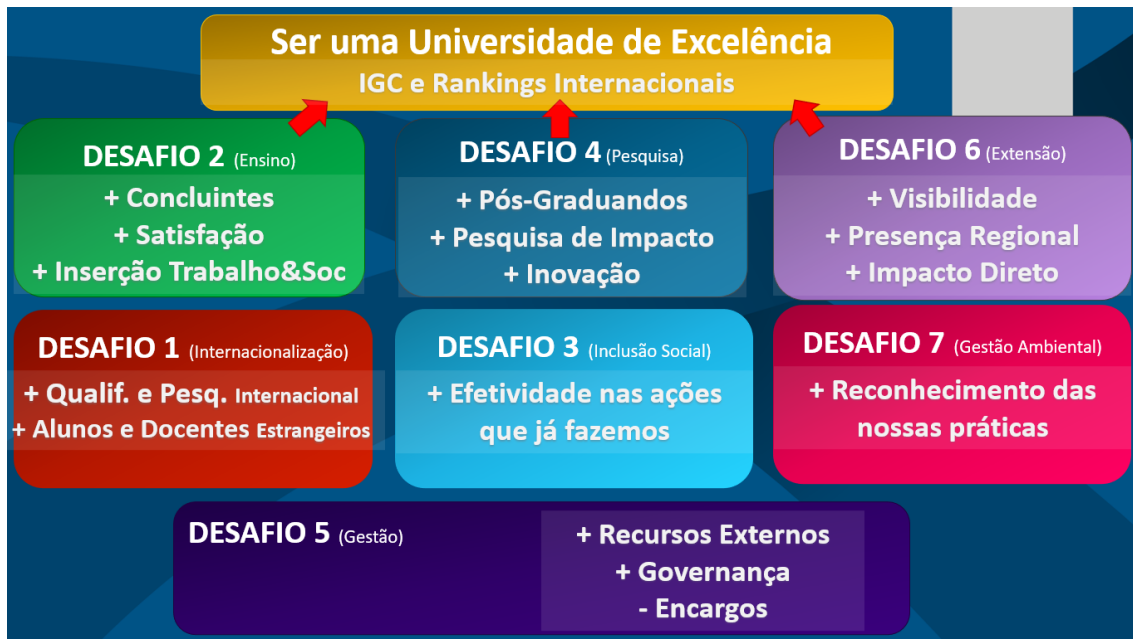 Ser uma Universidade de Excelência
IGC e Rankings Internacionais
DESAFIO 2 (Ensino)
+ Concluintes
+ Satisfação
+ Inserção Trabalho&Soc
DESAFIO 4 (Pesquisa)
+ Pós-Graduandos
+ Pesquisa de Impacto
+ Inovação
DESAFIO 6 (Extensão)
+ Visibilidade
+ Presença Regional
+ Impacto Direto
DESAFIO 1 (Internacionalização)
+ Qualif. e Pesq. Internacional
+ Alunos e Docentes Estrangeiros
DESAFIO 3 (Inclusão Social)
+ Efetividade nas ações
que já fazemos
DESAFIO 7 (Gestão Ambiental)
+ Reconhecimento das
nossas práticas
DESAFIO 5 (Gestão)
+ Recursos Externos
+ Governança
- Encargos